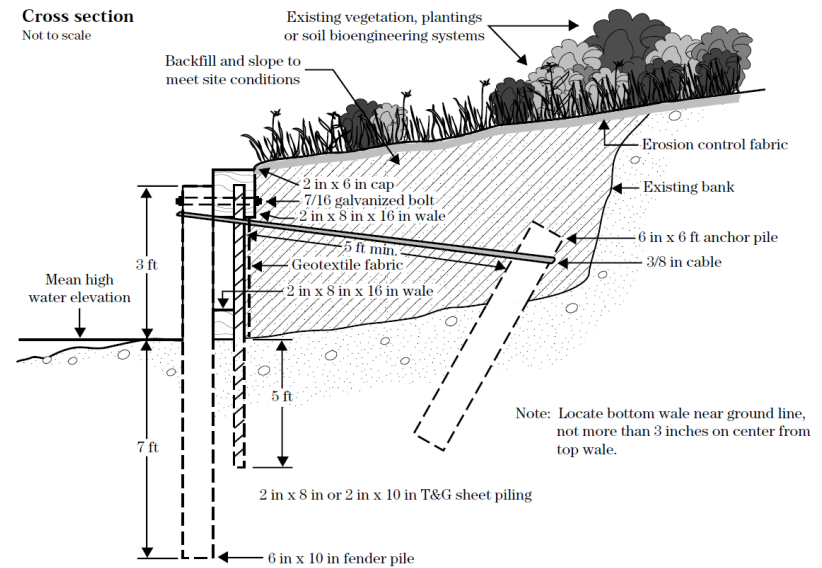 Cross section
Not to scale
Existing vegetation, plantings
or soil bioengineering systems
Backfill and slope to
meet site conditions
Erosion control fabric
2 in x 6 in cap
Existing bank
7/16 galvanized bolt
2 in x 8 in x 16 in wale
6 in x 6 ft anchor pile
5 ft min.
3 ft
Geotextile fabric
3/8 in cable
Mean high
water elevation
2 in x 8 in x 16 in wale
5 ft
Note: Locate bottom wale near ground line,
not more than 3 inches on center from
top wale.
7 ft
2 in x 8 in or 2 in x 10 in T&G sheet piling
6 in x 10 in fender pile